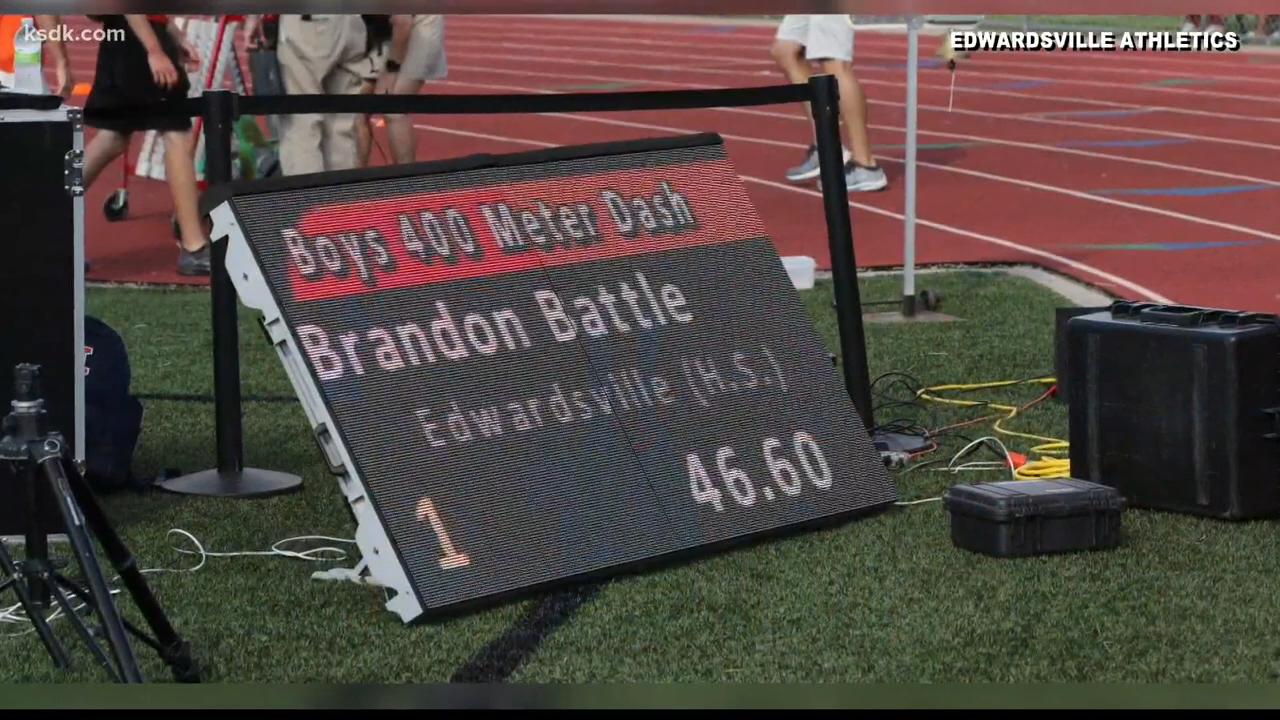 ksdk.com
EDWARDSVILLE ATHLETICS
Boys 400 Meter Dash
Brandon Battle
Edwardsville (H.S.)
1 46.60